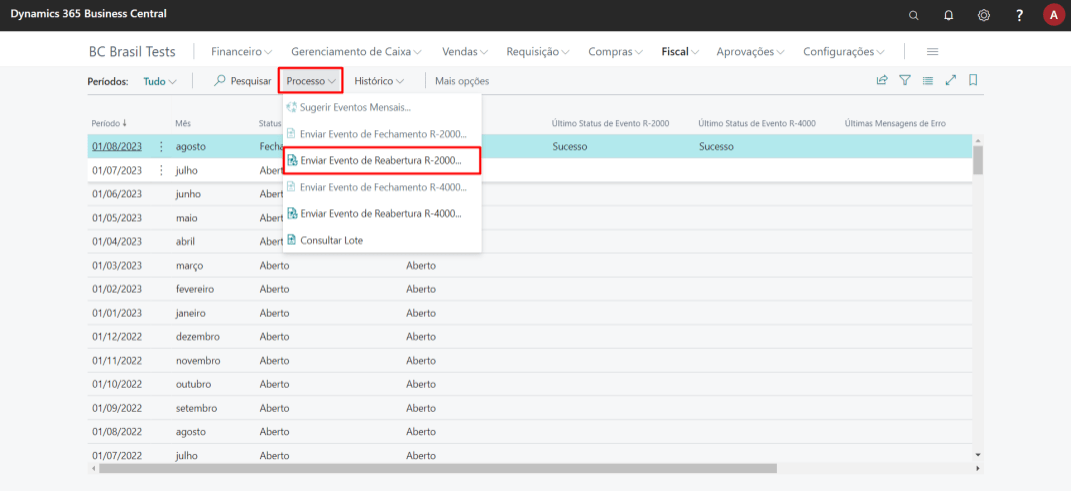 Dynamics 365 Business Central
?
A
BC Brasil Tests
Financeiro
Gerenciamento de Caixa
Vendas
Requisição
Compras
Fiscal
Aprovações
Configurações
Períodos: Tudo
Pesquisar
Processo
Histórico
Mais opções
Sugerir Eventos Mensais...
Enviar Evento de Fechamento R-2000...
Enviar Evento de Reabertura R-2000...
Enviar Evento de Fechamento R-4000...
Enviar Evento de Reabertura R-4000...
Consultar Lote
Período ↓ Mês Status Último Status de Evento R-2000 Último Status de Evento R-4000 Últimas Mensagens de Erro
01/08/2023 agosto Fecha Sucesso Sucesso
01/07/2023 julho Abert
01/06/2023 junho Abert
01/05/2023 maio Abert
01/04/2023 abril Abert
01/03/2023 março Aberto Aberto
01/02/2023 fevereiro Aberto Aberto
01/01/2023 janeiro Aberto Aberto
01/12/2022 dezembro Aberto Aberto
01/11/2022 novembro Aberto Aberto
01/10/2022 outubro Aberto Aberto
01/09/2022 setembro Aberto Aberto
01/08/2022 agosto Aberto Aberto
01/07/2022 julho Aberto Aberto